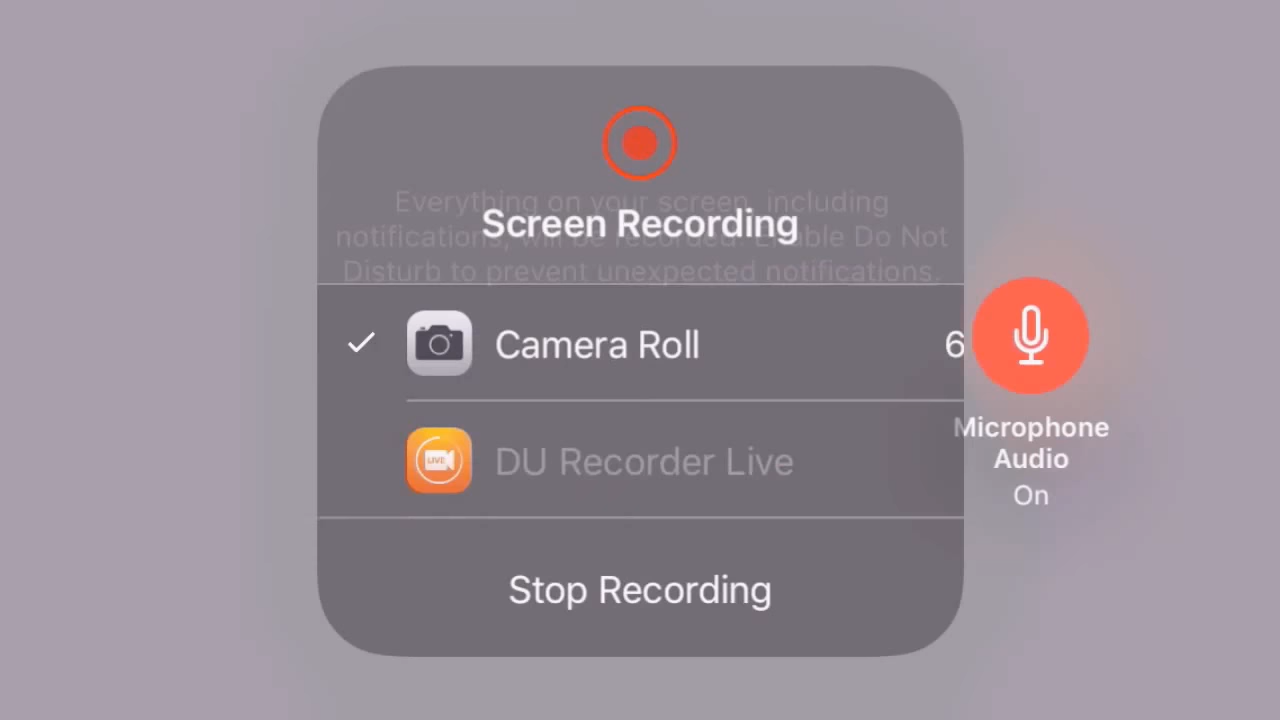 Everything on your screen, including
Screen Recording
notifications, will be recorded. Enable Do Not
Disturb to prevent unexpected notifications.
Camera Roll
6
LIVE
DU Recorder Live
Stop Recording
Microphone
Audio
On